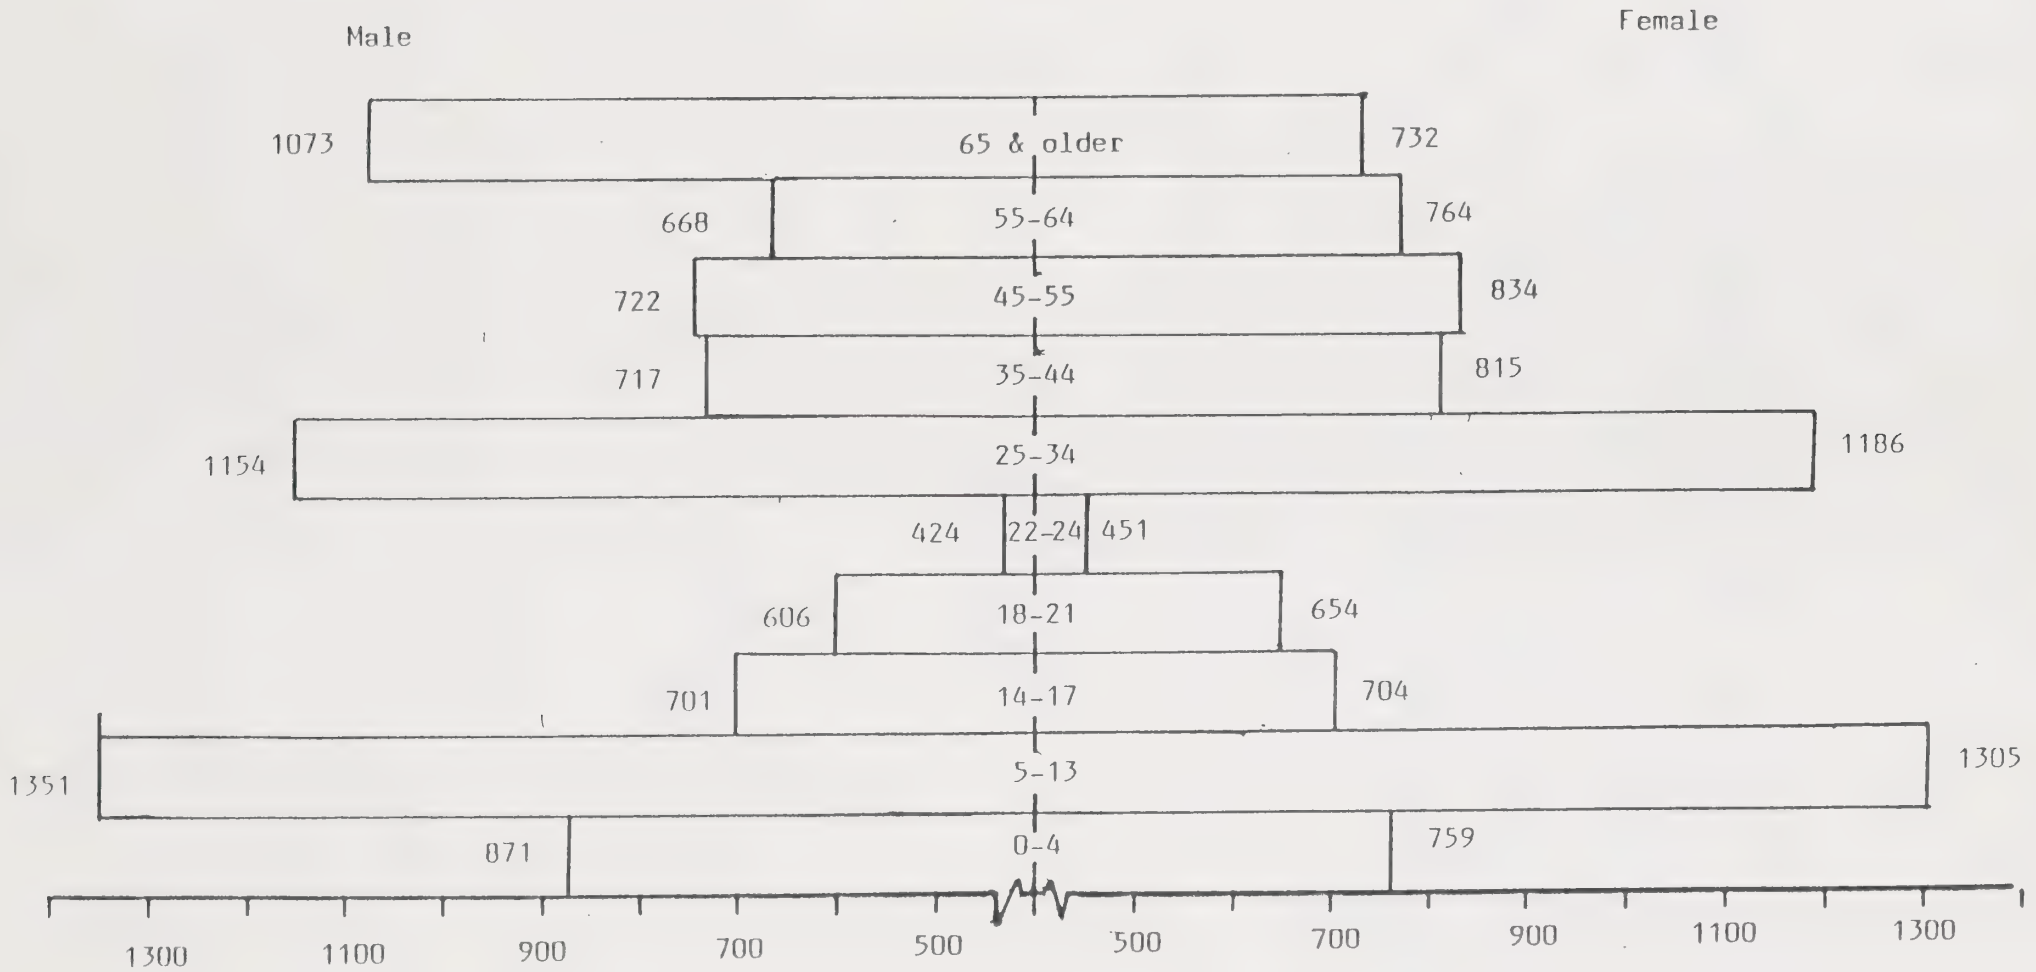 Male Female
1073 65 & older 732
668 55-64 764
722 45-55 834
717 35-44 815
1154 25-34 1186
424 22-24 451
606 18-21 654
701 14-17 704
1351 5-13 1305
871 0-4 759
1300 1100 900 700 500 500 700 900 1100 1300